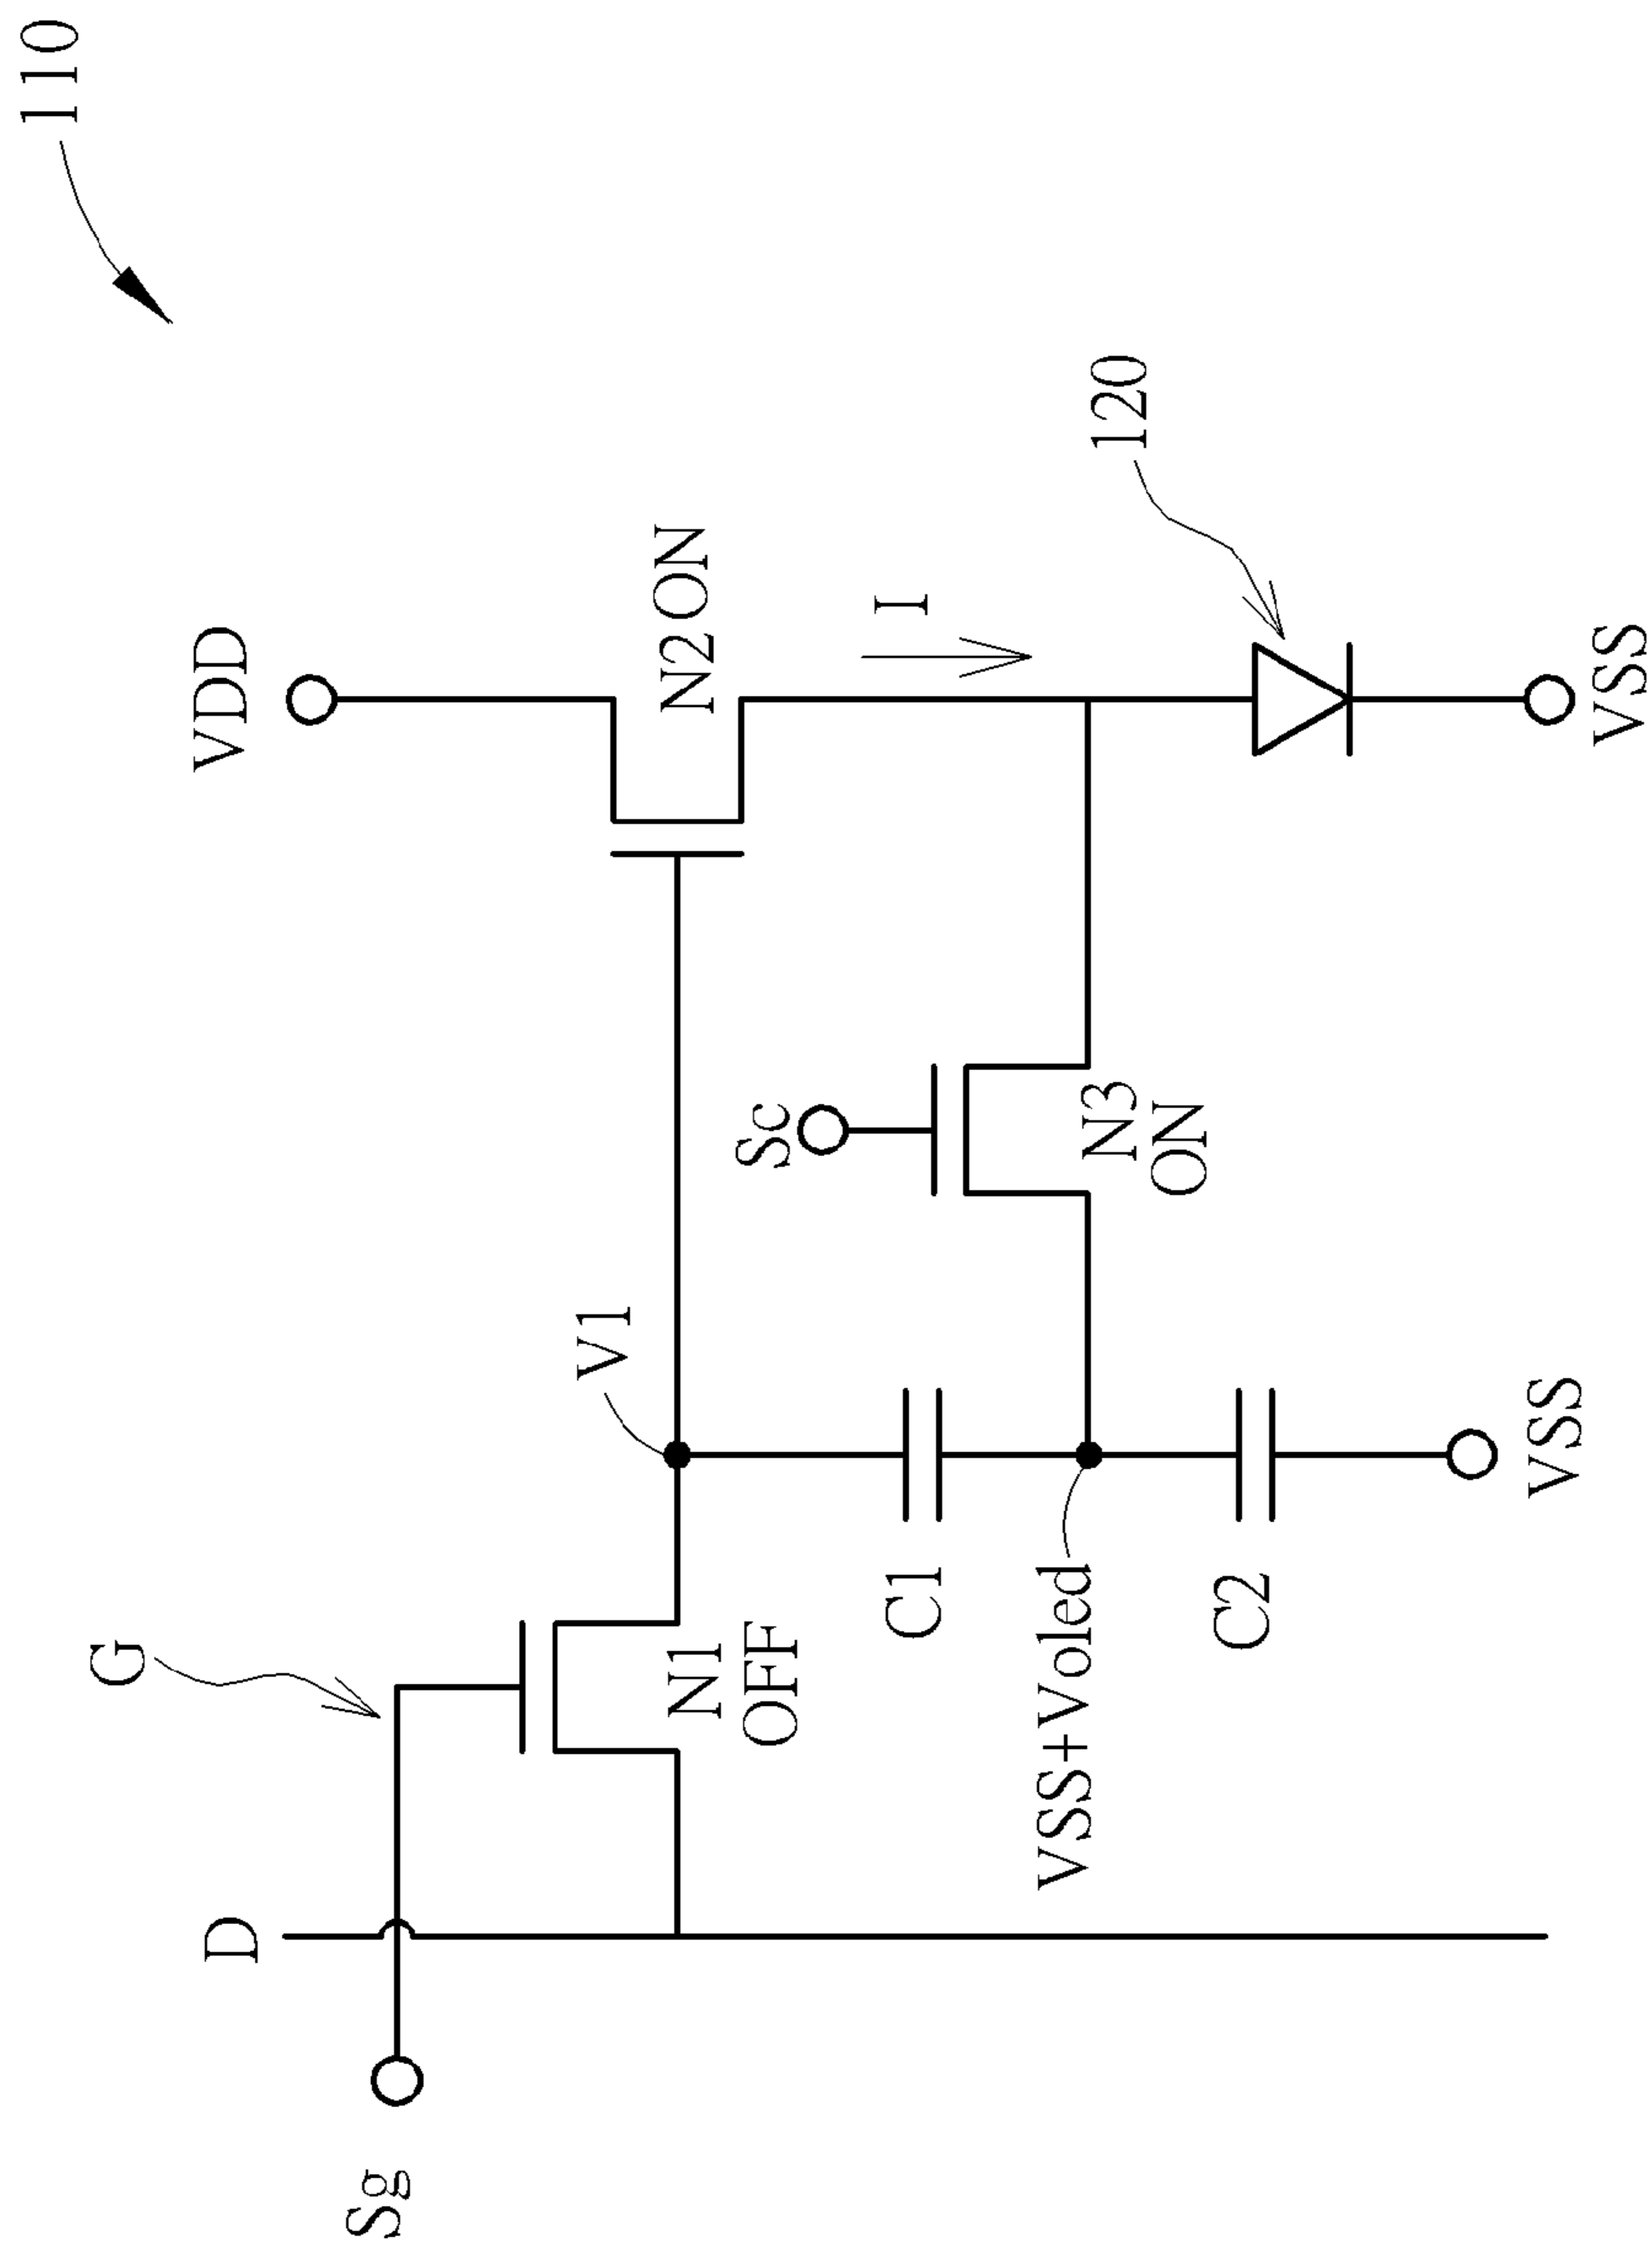 110
VDD
N2 ON
I
120
VSS
Sc
N3
ON
V1
C1
VSS+Voled
C2
VSS
G
N1
OFF
D
Sg